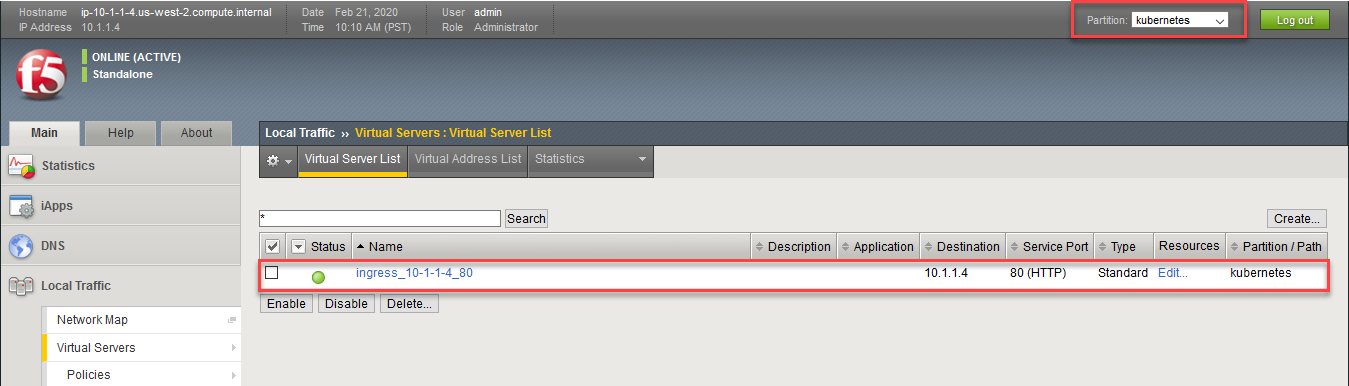 Hostname ip-10-1-1-4.us-west-2.compute.internal Date Feb 21, 2020 User admin Partition: kubernetes Log out
IP Address 10.1.1.4 Time 10:10 AM (PST) Role Administrator
f5
ONLINE (ACTIVE)
Standalone
Main Help About
Local Traffic ›› Virtual Servers : Virtual Server List
Virtual Server List Virtual Address List Statistics
Statistics
iApps
DNS
Local Traffic
Network Map
Virtual Servers
Policies
* Search Create...
Status Name Description Application Destination Service Port Type Resources Partition / Path
ingress_10-1-1-4_80 10.1.1.4 80 (HTTP) Standard Edit... kubernetes
Enable Disable Delete...